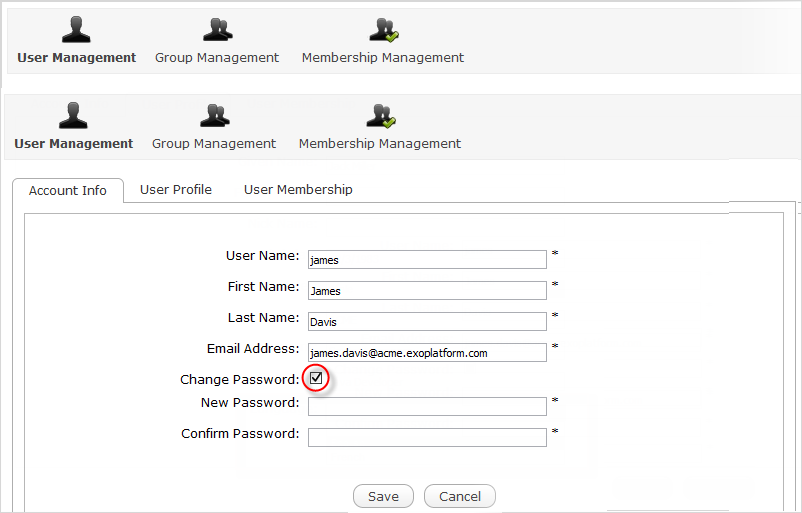 User Management Group Management Membership Management
User Management Group Management Membership Management
Account Info User Profile User Membership
User Name: james *
First Name: James *
Last Name: Davis *
Email Address: james.davis@acme.exoplatform.com *
Change Password:
New Password: *
Confirm Password: *
Save Cancel